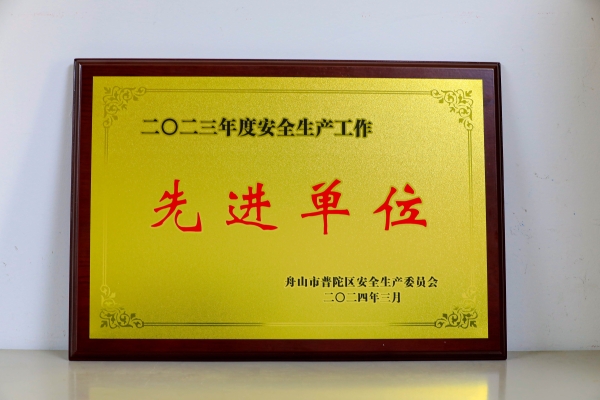 二〇二三年度安全生产工作
先进单位
舟山市普陀区安全生产委员会
二〇二四年三月